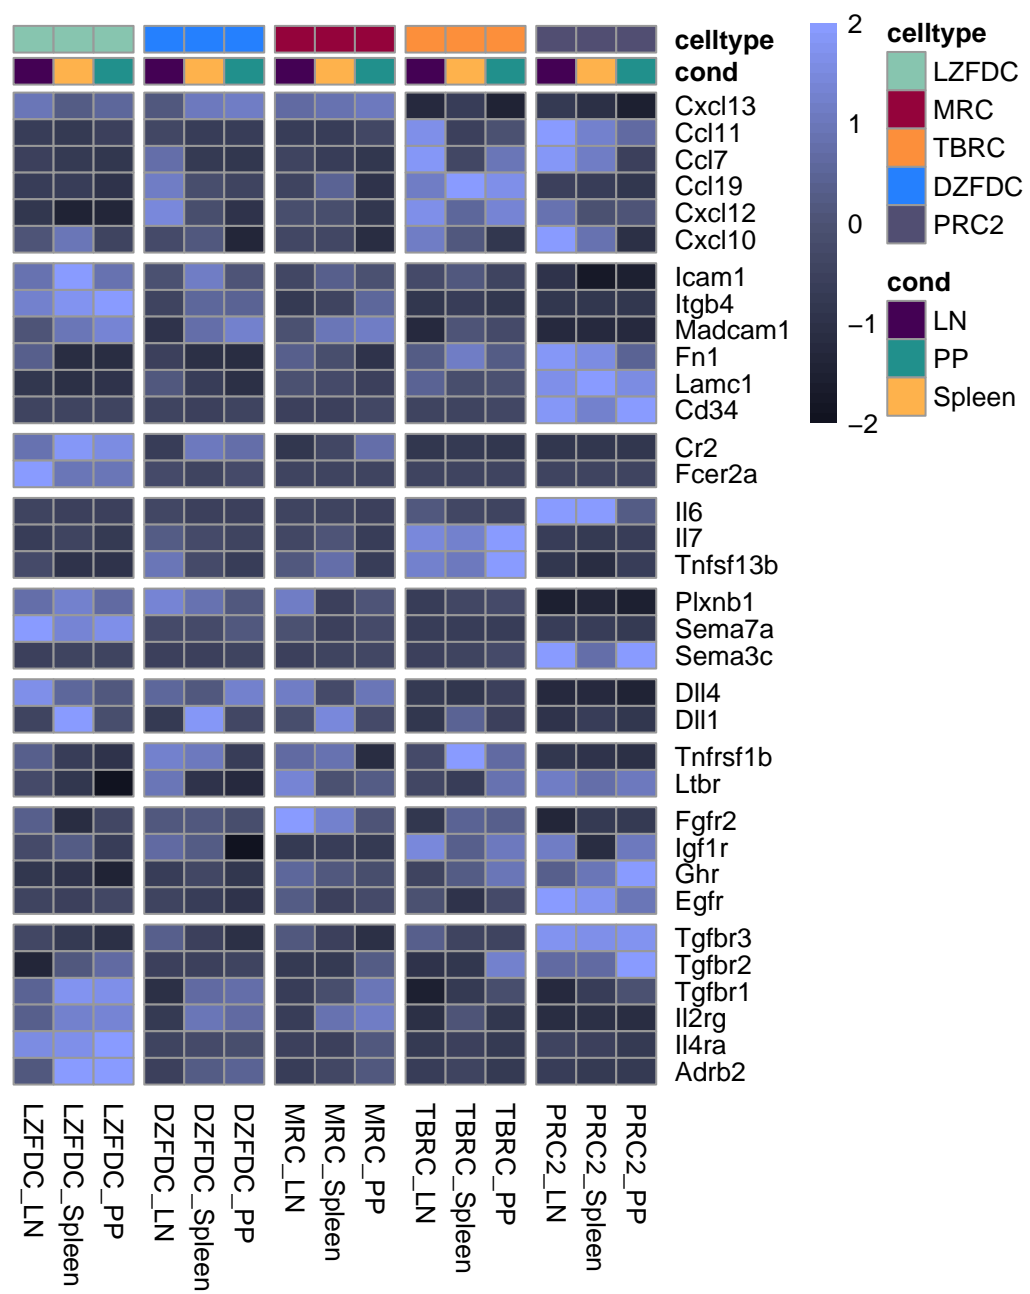 celltype
cond
Cxcl13
Ccl11
Ccl7
Ccl19
Cxcl12
Cxcl10
Icam1
Itgb4
Madcam1
Fn1
Lamc1
Cd34
Cr2
Fcer2a
Il6
Il7
Tnfsf13b
Plxnb1
Sema7a
Sema3c
Dll4
Dll1
Tnfrsf1b
Ltbr
Fgfr2
Igf1r
Ghr
Egfr
Tgfbr3
Tgfbr2
Tgfbr1
Il2rg
Il4ra
Adrb2
LZFDC_LN
LZFDC_Spleen
LZFDC_PP
DZFDC_LN
DZFDC_Spleen
DZFDC_PP
MRC_LN
MRC_Spleen
MRC_PP
TBRC_LN
TBRC_Spleen
TBRC_PP
PRC2_LN
PRC2_Spleen
PRC2_PP
2
1
0
−1
−2
celltype
LZFDC
MRC
TBRC
DZFDC
PRC2
cond
LN
PP
Spleen